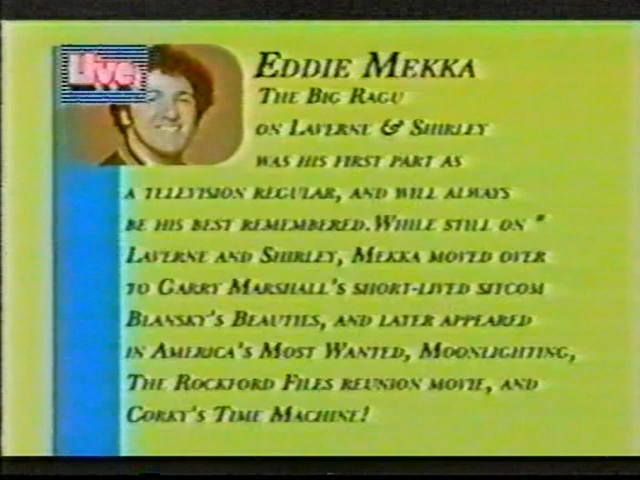 Live
EDDIE MEKKA
THE BIG RAGU
ON LAVERNE & SHIRLEY
WAS HIS FIRST PART AS
A TELEVISION REGULAR, AND WILL ALWAYS
BE HIS BEST REMEMBERED. WHILE STILL ON "
LAVERNE AND SHIRLEY, MEKKA MOVED OVER
TO GARRY MARSHALL'S SHORT-LIVED SITCOM
BLANSKY'S BEAUTIES, AND LATER APPEARED
IN AMERICA'S MOST WANTED, MOONLIGHTING,
THE ROCKFORD FILES REUNION MOVIE, AND
CORKY'S TIME MACHINE!